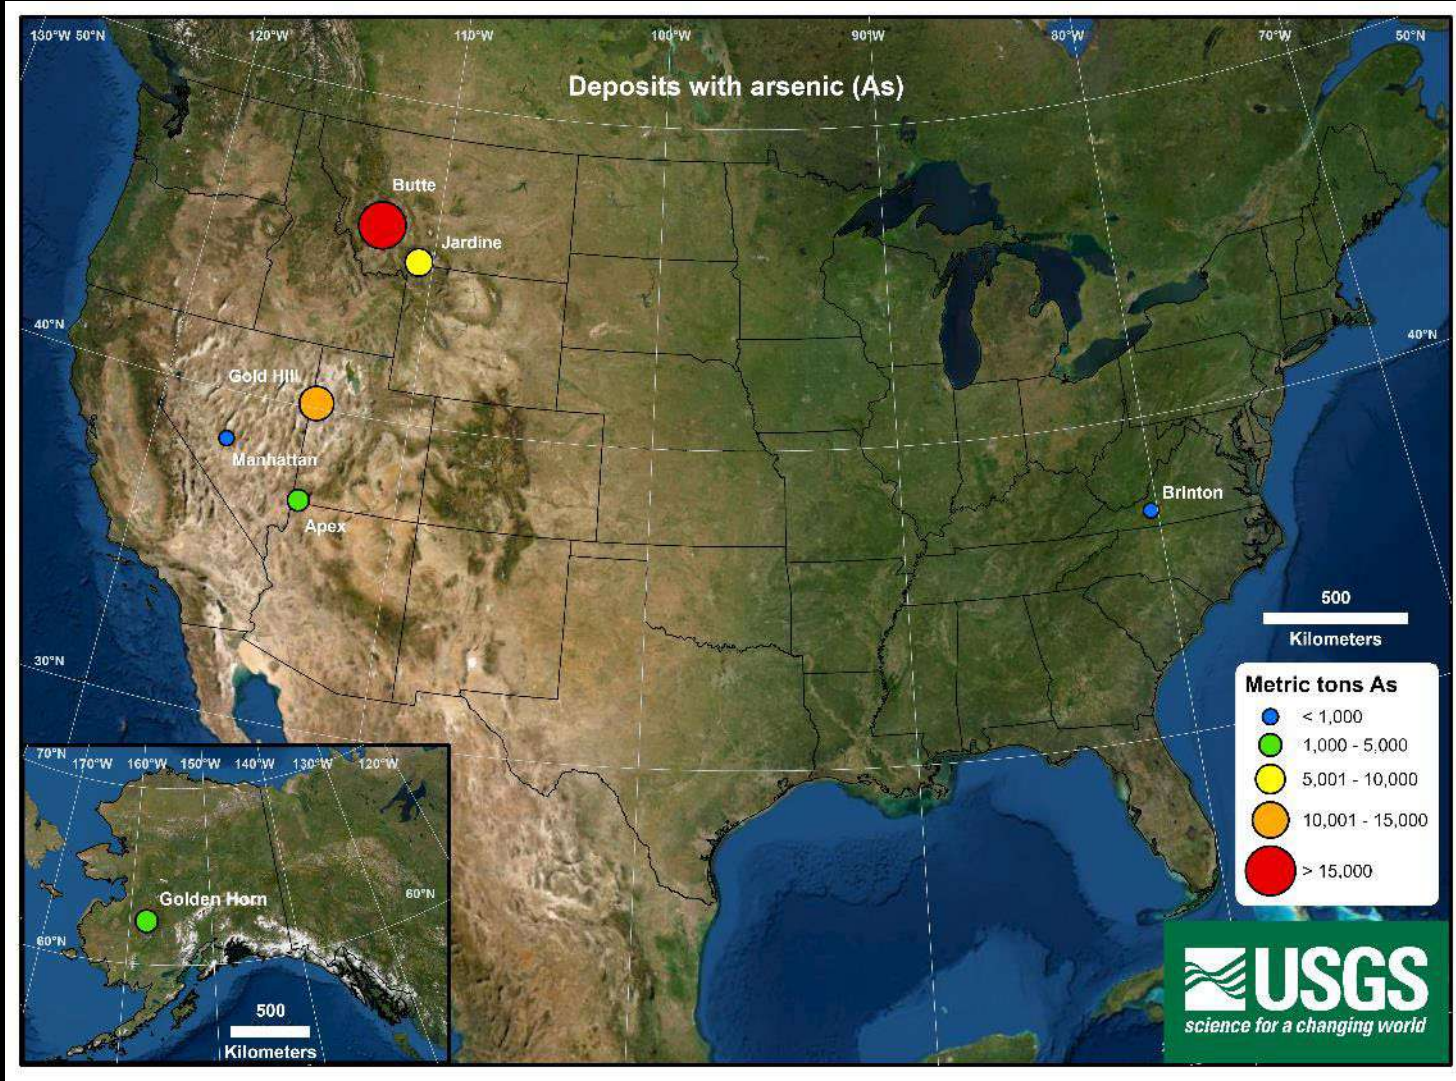 130°W 50°N
120°W
110°W
100°W
90°W
80°W
70°W
50°N
Deposits with arsenic (As)
Butte
Jardine
40°N
40°N
Gold Hill
Manhattan
Apex
Brinton
500
Kilometers
30°N
Metric tons As
< 1,000
1,000 - 5,000
5,001 - 10,000
10,001 - 15,000
> 15,000
70°N
170°W
160°W
150°W
140°W
130°W
120°W
60°N
Golden Horn
60°N
500
Kilometers
USGS
science for a changing world